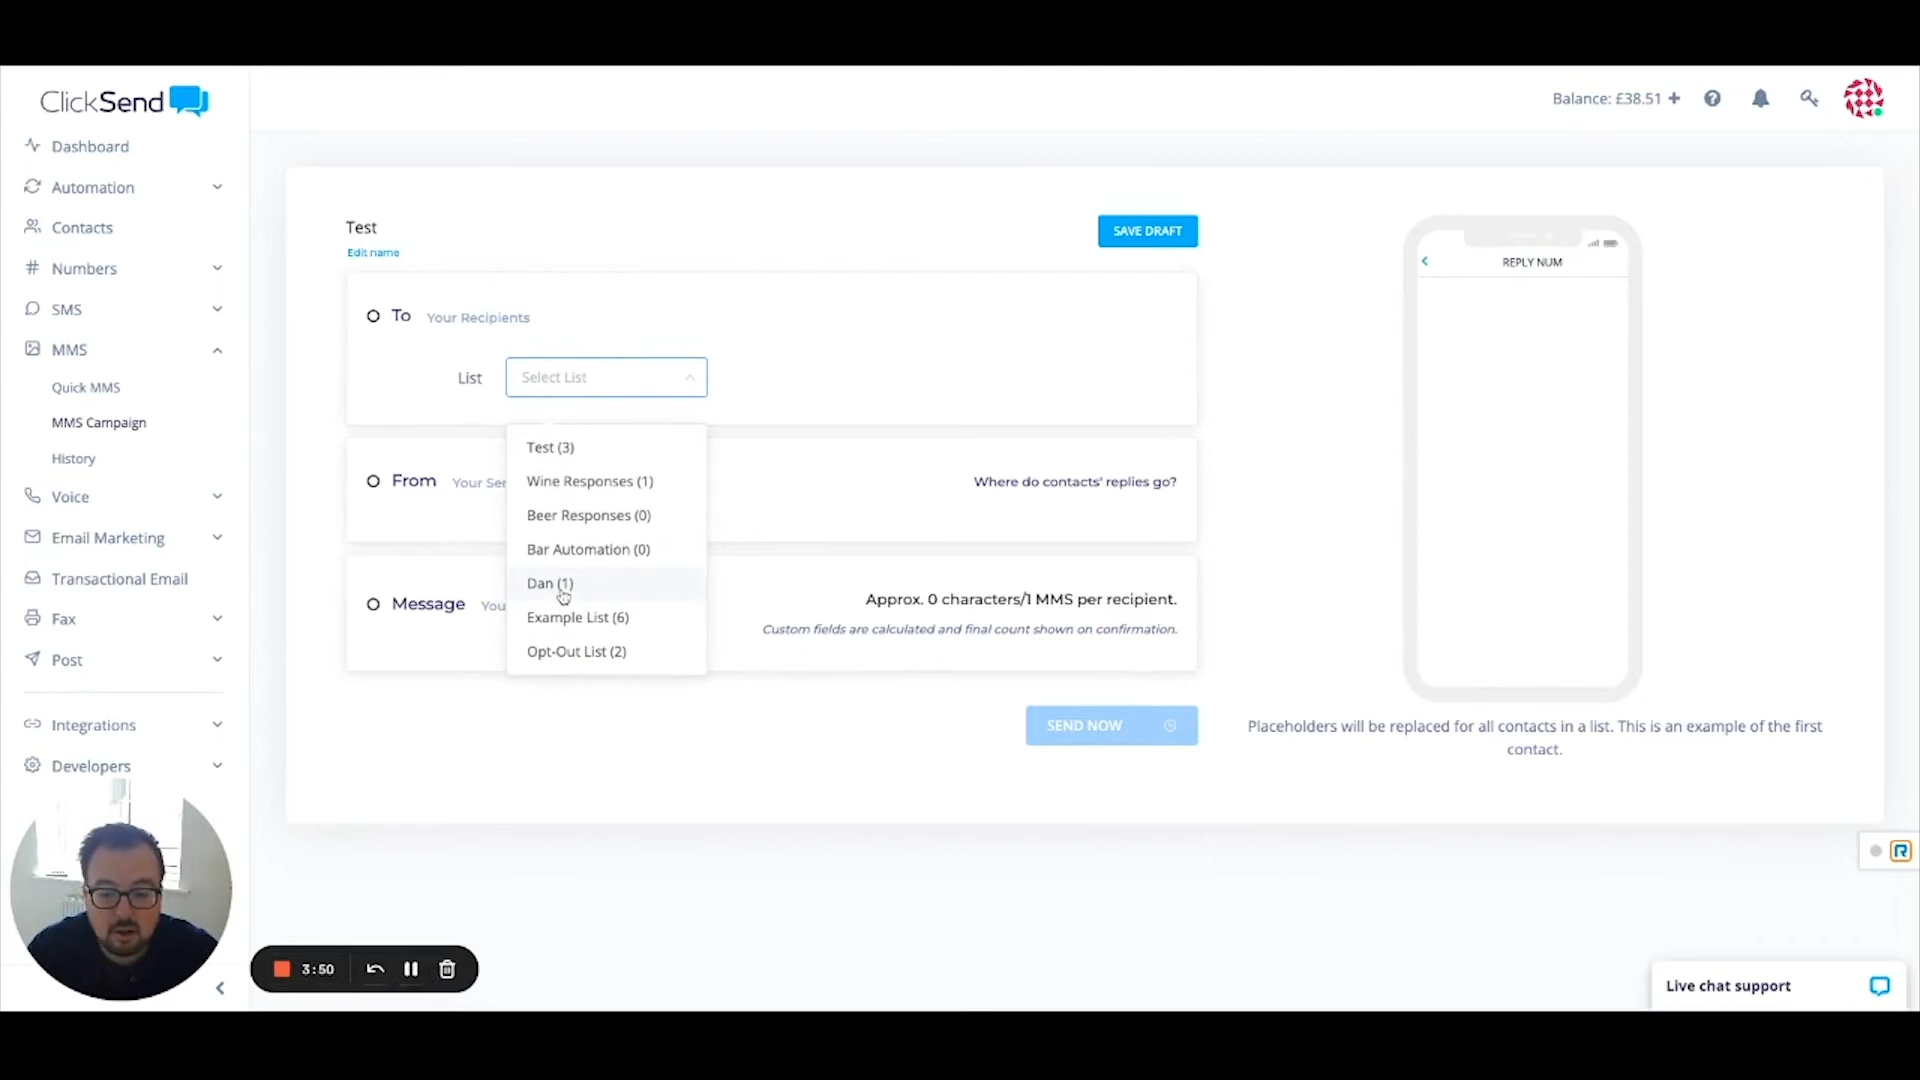 ClickSend
Balance: £38.51 +
Dashboard
Automation
Contacts
Numbers
SMS
MMS
Quick MMS
MMS Campaign
History
Voice
Email Marketing
Transactional Email
Fax
Post
Integrations
Developers
Test
Edit name
SAVE DRAFT
To Your Recipients
List Select List
Test (3)
Wine Responses (1)
Beer Responses (0)
Bar Automation (0)
Dan (1)
Example List (6)
Opt-Out List (2)
From Your Ser
Where do contacts' replies go?
Message You
Approx. 0 characters/1 MMS per recipient.
Custom fields are calculated and final count shown on confirmation.
SEND NOW
REPLY NUM
Placeholders will be replaced for all contacts in a list. This is an example of the first
contact.
3:50
R
Live chat support